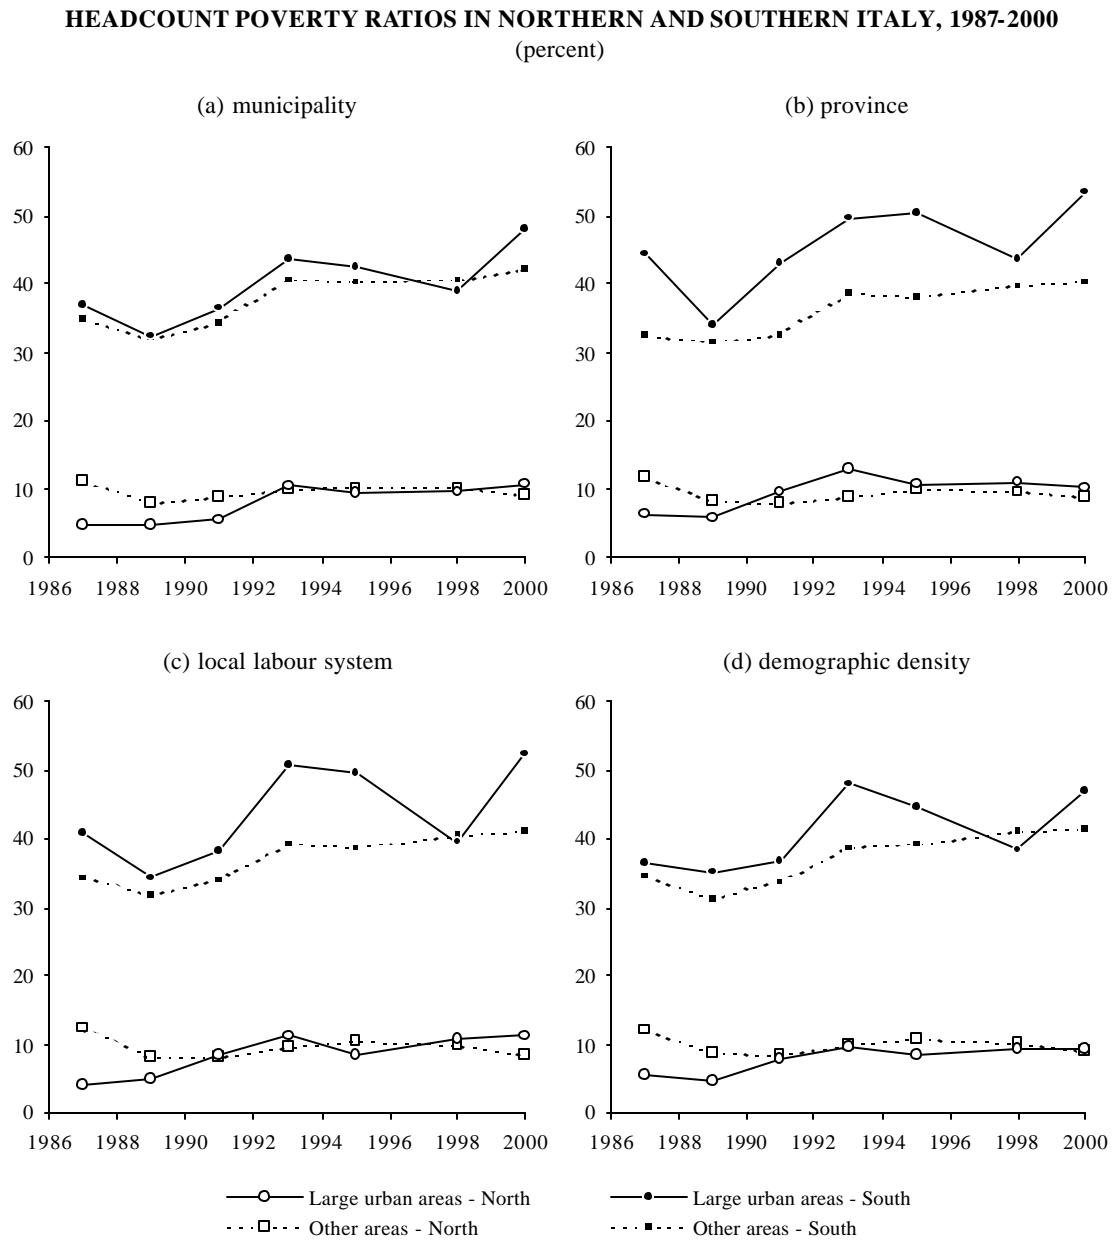 HEADCOUNT POVERTY RATIOS IN NORTHERN AND SOUTHERN ITALY, 1987-2000
(percent)
(a) municipality
60
50
40
30
20
10
0
1986 1988 1990 1992 1994 1996 1998 2000
(b) province
60
50
40
30
20
10
0
1986 1988 1990 1992 1994 1996 1998 2000
(c) local labour system
60
50
40
30
20
10
0
1986 1988 1990 1992 1994 1996 1998 2000
(d) demographic density
60
50
40
30
20
10
0
1986 1988 1990 1992 1994 1996 1998 2000
Large urban areas - North
Large urban areas - South
Other areas - North
Other areas - South